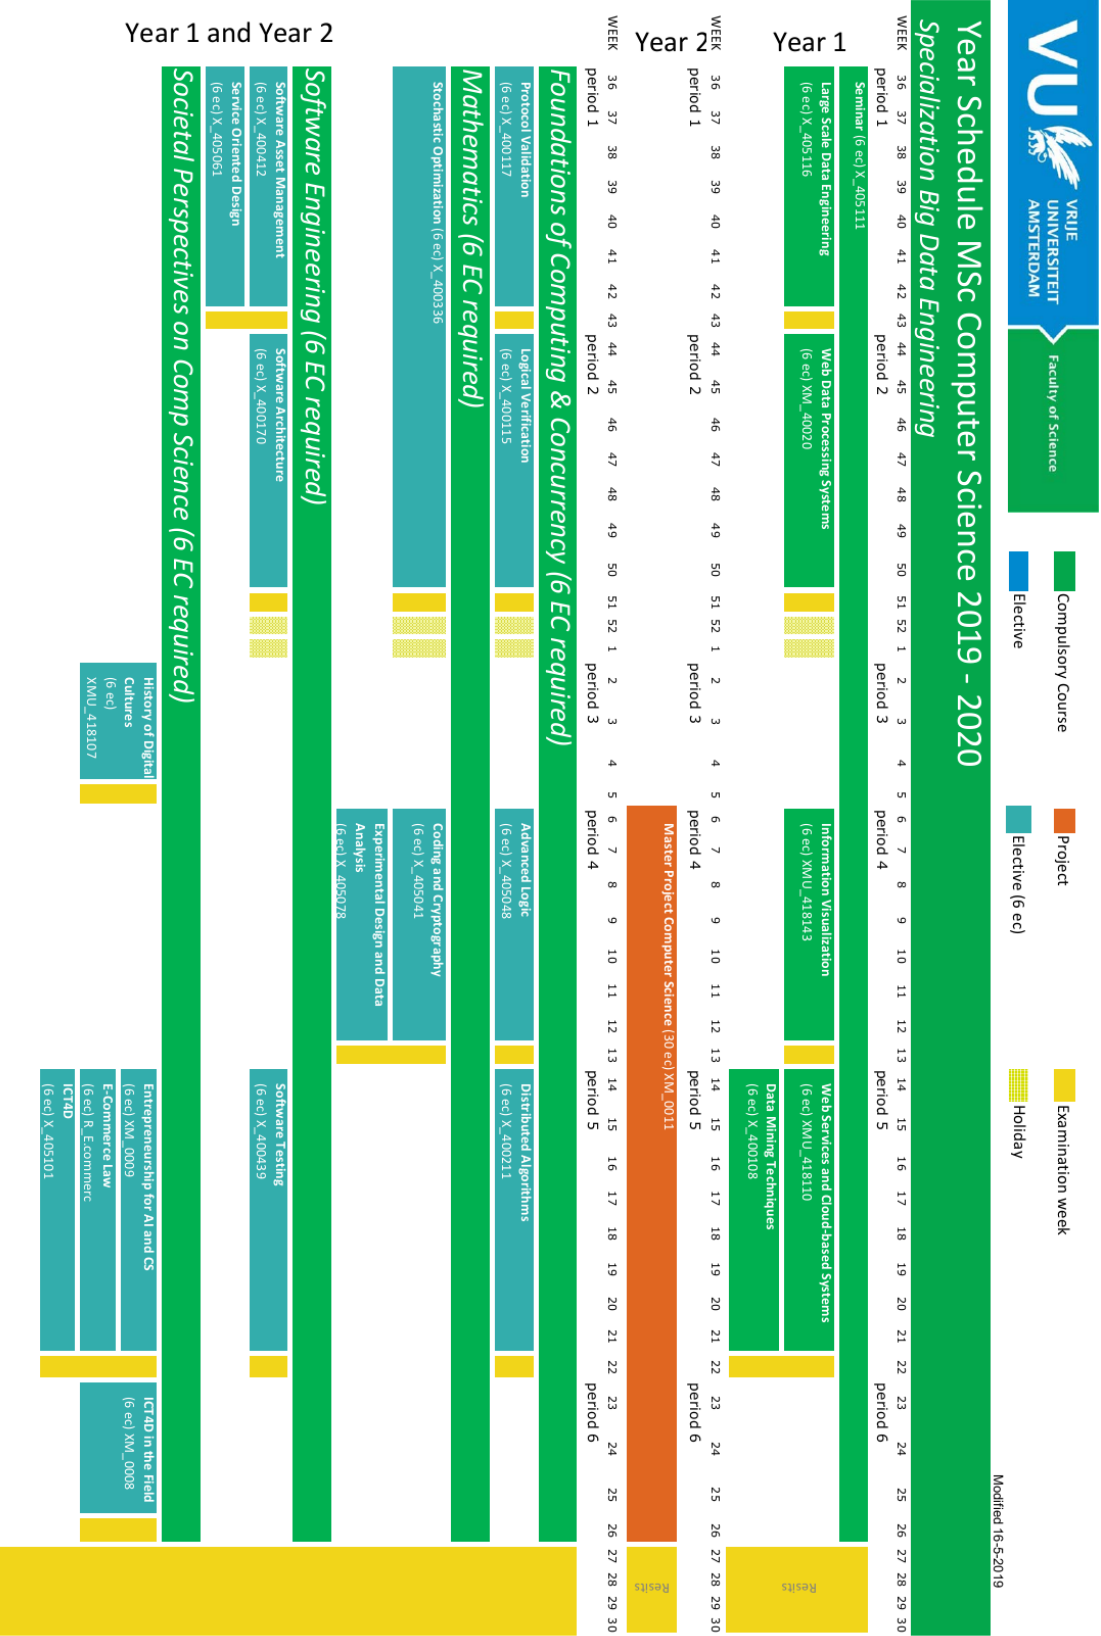 VU
VRIJE
UNIVERSITEIT
AMSTERDAM
Faculty of Science
Compulsory Course
Project
Examination week
Elective
Elective (6 ec)
Holiday
Modified 16-5-2019
Year Schedule MSc Computer Science 2019 - 2020
Specialization Big Data Engineering
WEEK 36 37 38 39 40 41 42 43 44 45 46 47 48 49 50 51 52 1 2 3 4 5 6 7 8 9 10 11 12 13 14 15 16 17 18 19 20 21 22 23 24 25 26 27 28 29 30
period 1 period 2 period 3 period 4 period 5 period 6
Year 1
Seminar (6 ec) X_405111
Large Scale Data Engineering
(6 ec) X_405116
Web Data Processing Systems
(6 ec) XM_40020
Information Visualization
(6 ec) XMU_418143
Web Services and Cloud-based Systems
(6 ec) XMU_418110
Data Mining Techniques
(6 ec) X_400108
Resits
WEEK 36 37 38 39 40 41 42 43 44 45 46 47 48 49 50 51 52 1 2 3 4 5 6 7 8 9 10 11 12 13 14 15 16 17 18 19 20 21 22 23 24 25 26 27 28 29 30
period 1 period 2 period 3 period 4 period 5 period 6
Year 2
Master Project Computer Science (30 ec) XM_0011
Resits
WEEK 36 37 38 39 40 41 42 43 44 45 46 47 48 49 50 51 52 1 2 3 4 5 6 7 8 9 10 11 12 13 14 15 16 17 18 19 20 21 22 23 24 25 26 27 28 29 30
period 1 period 2 period 3 period 4 period 5 period 6
Year 1 and Year 2
Foundations of Computing & Concurrency (6 EC required)
Protocol Validation
(6 ec) X_400117
Logical Verification
(6 ec) X_400115
Advanced Logic
(6 ec) X_405048
Distributed Algorithms
(6 ec) X_400211
Mathematics (6 EC required)
Stochastic Optimization (6 ec) X_400336
Coding and Cryptography
(6 ec) X_405041
Experimental Design and Data
Analysis
(6 ec) X_405078
Software Engineering (6 EC required)
Software Asset Management
(6 ec) X_400412
Service Oriented Design
(6 ec) X_405061
Software Architecture
(6 ec) X_400170
Software Testing
(6 ec) X_400439
Societal Perspectives on Comp Science (6 EC required)
History of Digital
Cultures
(6 ec)
XMU_418107
Entrepreneurship for AI and CS
(6 ec) XM_0009
E-Commerce Law
(6 ec) R_E.commerc
ICT4D
(6 ec) X_405101
ICT4D in the Field
(6 ec) XM_0008